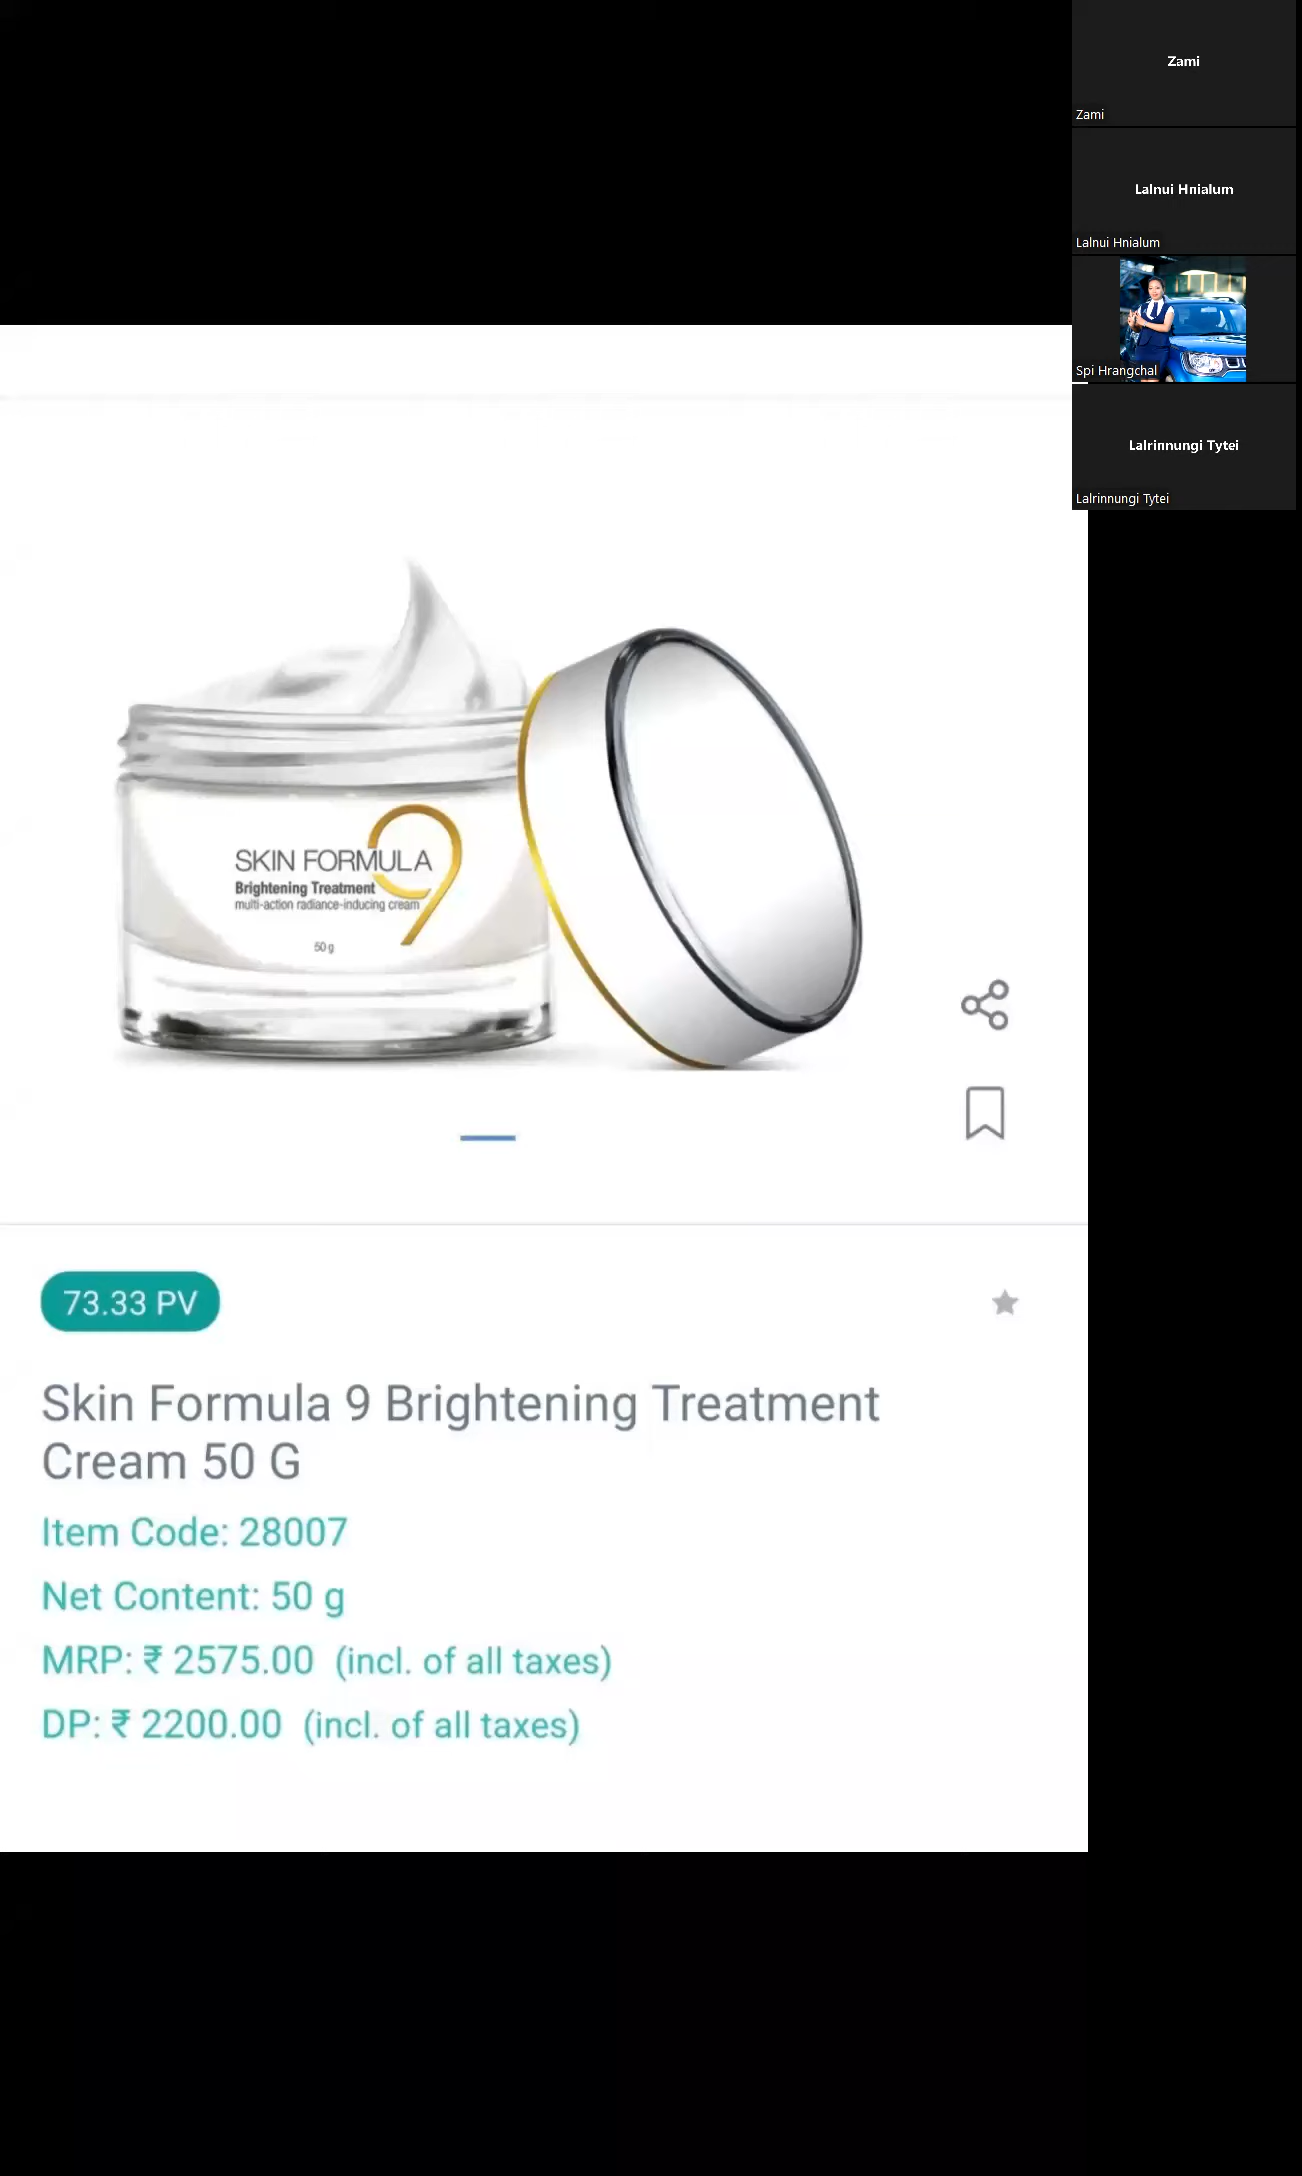 Zami
Zami
Lalnui Hnialum
Lalnui Hnialum
Spi Hrangchal
Lalrinnungi Tytei
Lalrinnungi Tytei
SKIN FORMULA 9
Brightening Treatment
multi-action radiance-inducing cream
50 g
73.33 PV
Skin Formula 9 Brightening Treatment
Cream 50 G
Item Code: 28007
Net Content: 50 g
MRP: ₹ 2575.00 (incl. of all taxes)
DP: ₹ 2200.00 (incl. of all taxes)